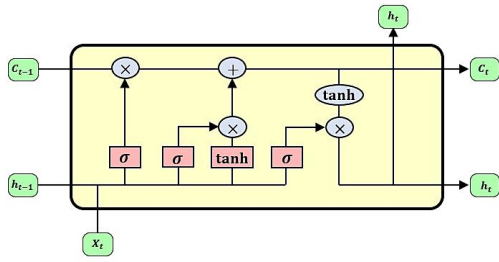 h_t
C_{t-1}
×
+
C_t
tanh
×
×
σ
σ
tanh
σ
h_{t-1}
h_t
X_t